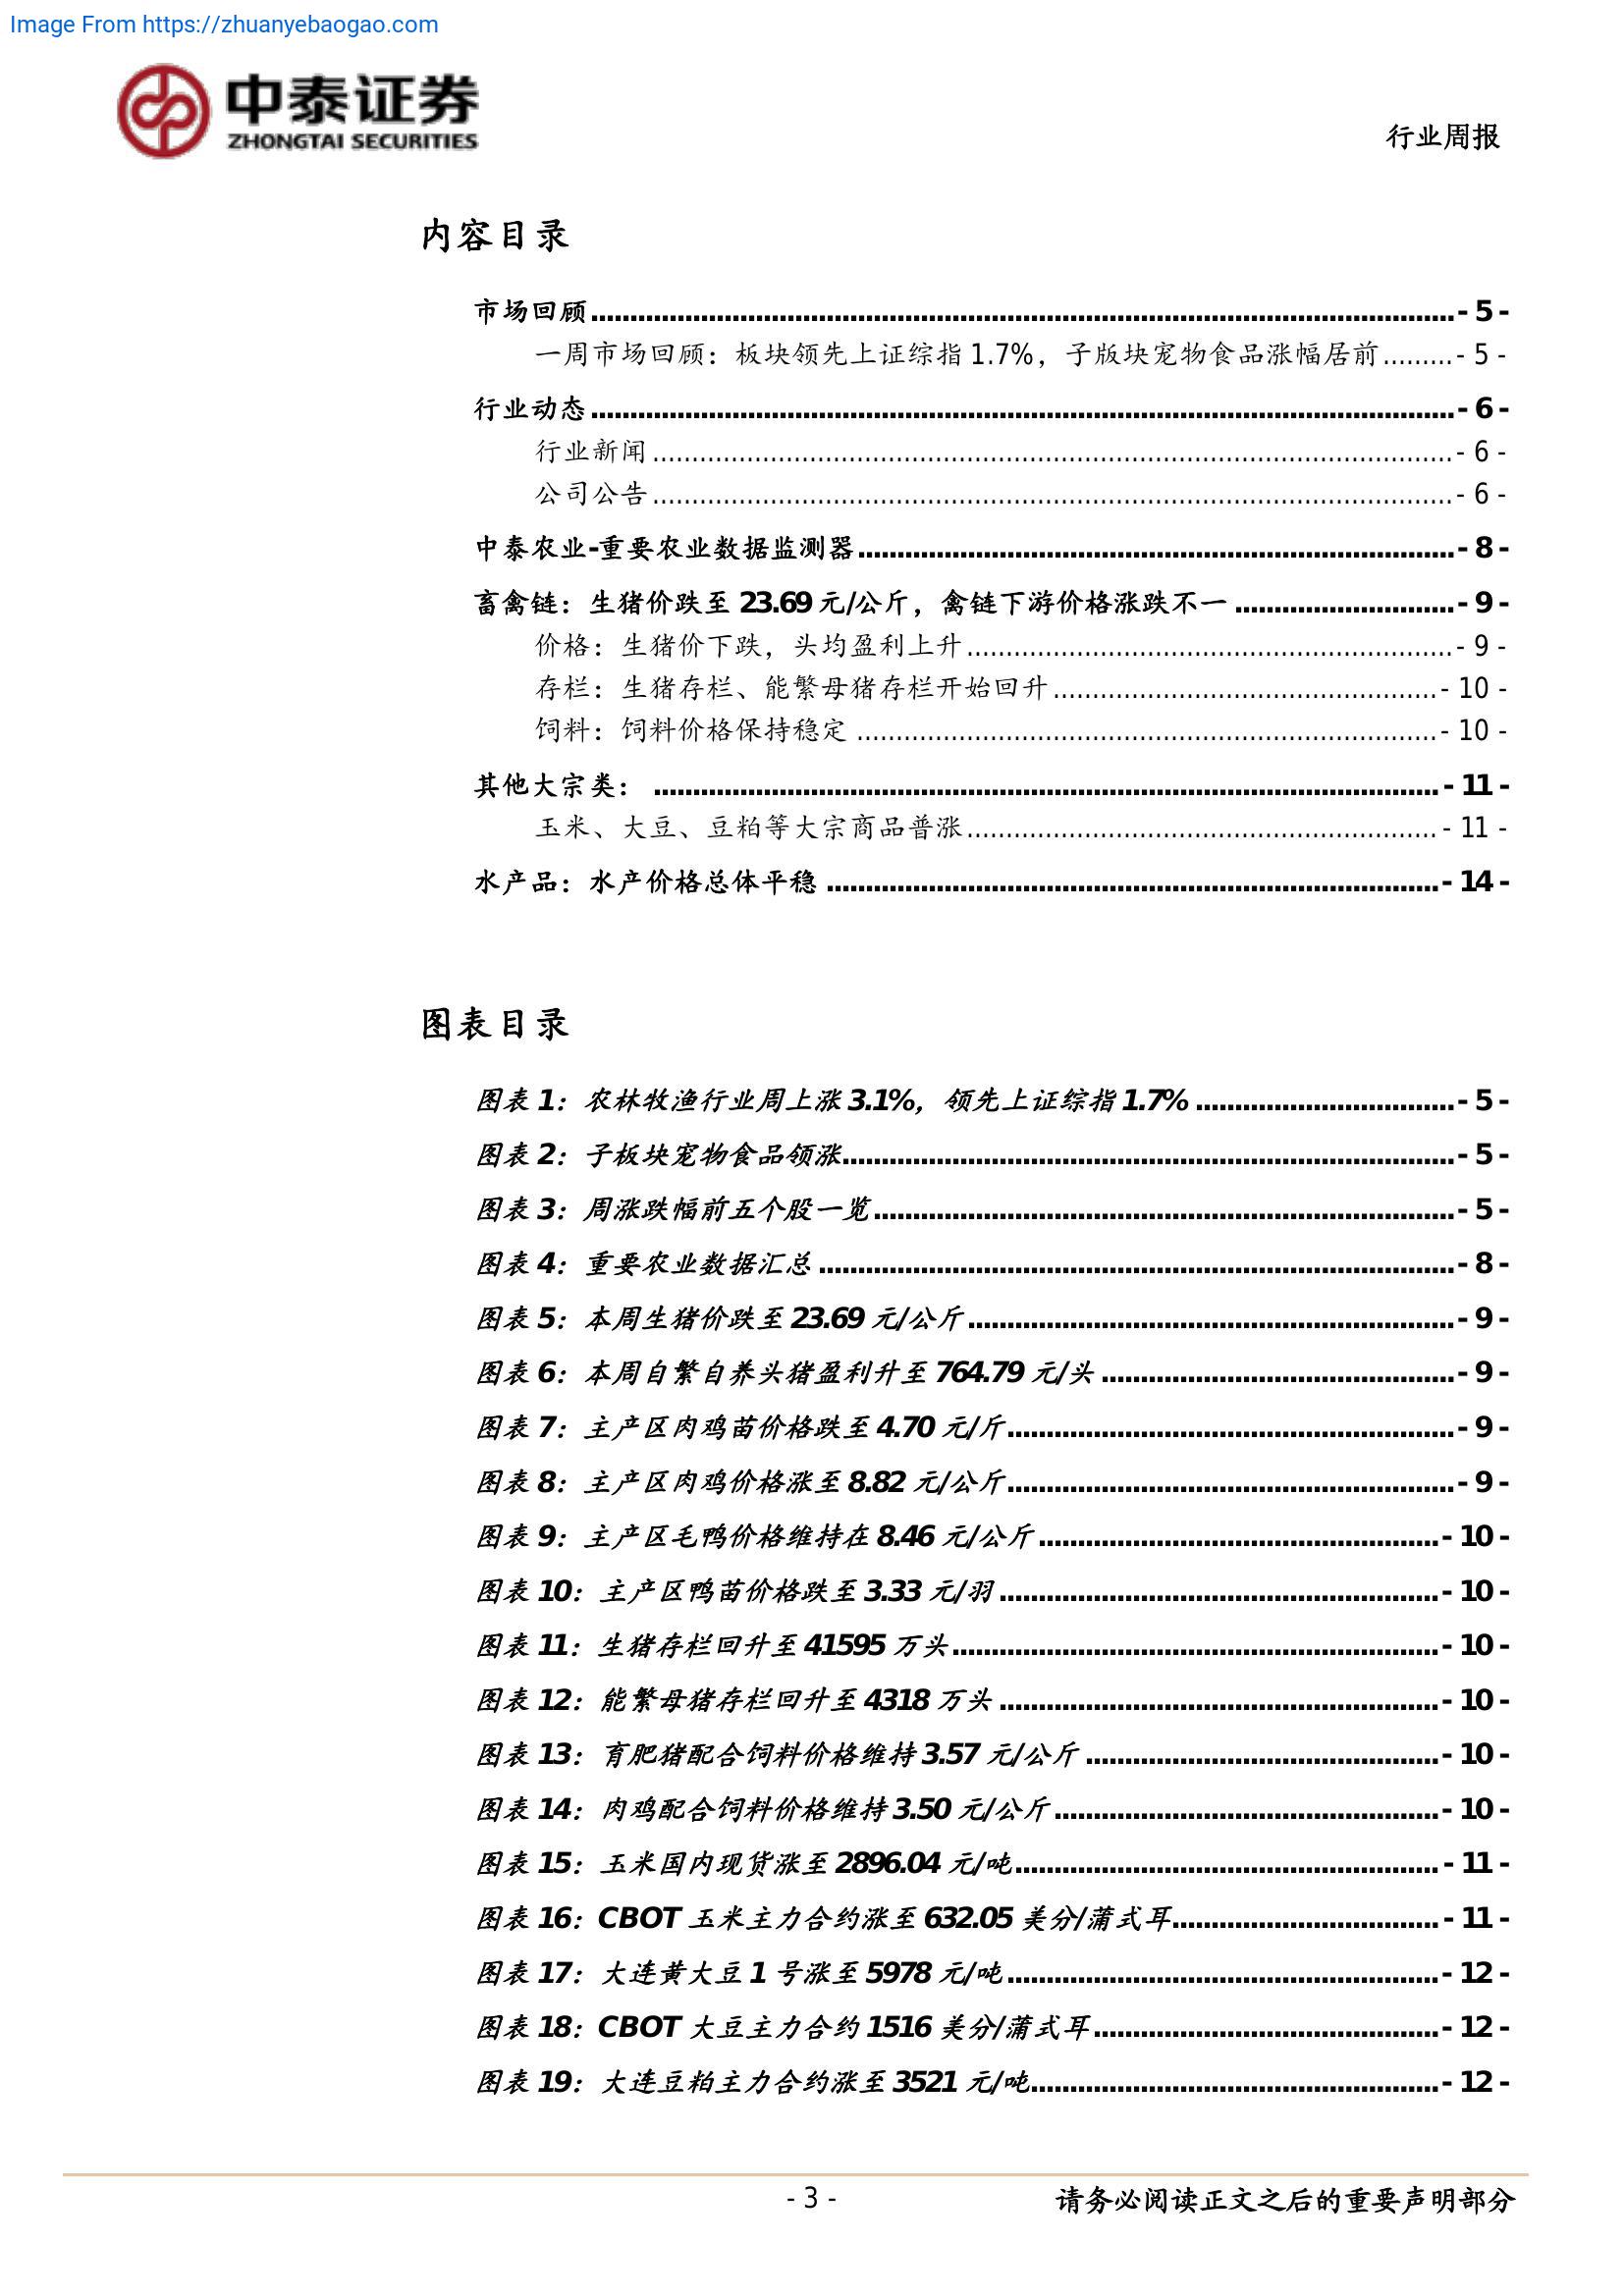 Image From https://zhuanyebaogao.com
中泰证券
ZHONGTAI SECURITIES
行业周报
内容目录
市场回顾 - 5 -
一周市场回顾：板块领先上证综指 1.7%，子版块宠物食品涨幅居前 - 5 -
行业动态 - 6 -
行业新闻 - 6 -
公司公告 - 6 -
中泰农业-重要农业数据监测器 - 8 -
畜禽链：生猪价跌至 23.69 元/公斤，禽链下游价格涨跌不一 - 9 -
价格：生猪价下跌，头均盈利上升 - 9 -
存栏：生猪存栏、能繁母猪存栏开始回升 - 10 -
饲料：饲料价格保持稳定 - 10 -
其他大宗类： - 11 -
玉米、大豆、豆粕等大宗商品普涨 - 11 -
水产品：水产价格总体平稳 - 14 -
图表目录
图表 1：农林牧渔行业周上涨 3.1%，领先上证综指 1.7% - 5 -
图表 2：子板块宠物食品领涨 - 5 -
图表 3：周涨跌幅前五个股一览 - 5 -
图表 4：重要农业数据汇总 - 8 -
图表 5：本周生猪价跌至 23.69 元/公斤 - 9 -
图表 6：本周自繁自养头猪盈利升至 764.79 元/头 - 9 -
图表 7：主产区肉鸡苗价格跌至 4.70 元/斤 - 9 -
图表 8：主产区肉鸡价格涨至 8.82 元/公斤 - 9 -
图表 9：主产区毛鸭价格维持在 8.46 元/公斤 - 10 -
图表 10：主产区鸭苗价格跌至 3.33 元/羽 - 10 -
图表 11：生猪存栏回升至 41595 万头 - 10 -
图表 12：能繁母猪存栏回升至 4318 万头 - 10 -
图表 13：育肥猪配合饲料价格维持 3.57 元/公斤 - 10 -
图表 14：肉鸡配合饲料价格维持 3.50 元/公斤 - 10 -
图表 15：玉米国内现货涨至 2896.04 元/吨 - 11 -
图表 16：CBOT 玉米主力合约涨至 632.05 美分/蒲式耳 - 11 -
图表 17：大连黄大豆 1 号涨至 5978 元/吨 - 12 -
图表 18：CBOT 大豆主力合约 1516 美分/蒲式耳 - 12 -
图表 19：大连豆粕主力合约涨至 3521 元/吨 - 12 -
- 3 -
请务必阅读正文之后的重要声明部分